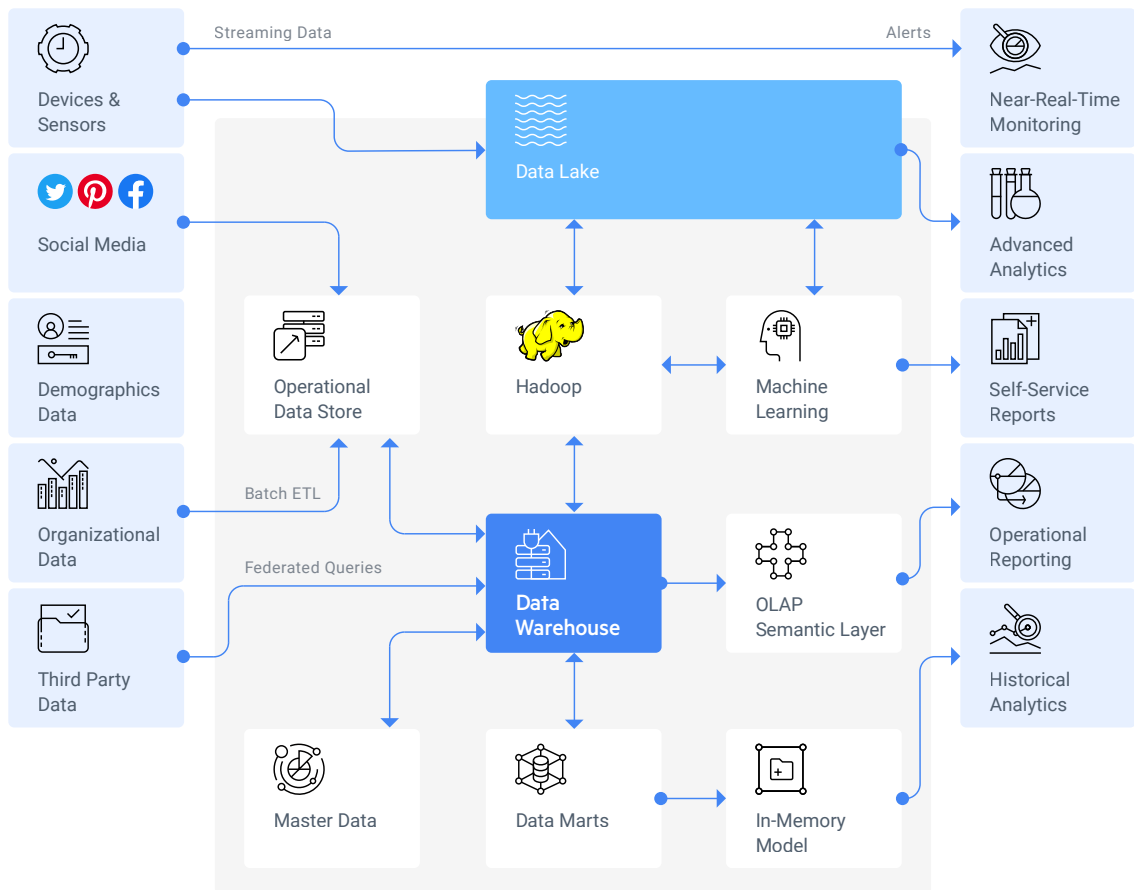 Streaming Data
Alerts
Devices &
Sensors
Near-Real-Time
Monitoring
Data Lake
Social Media
Advanced
Analytics
Demographics
Data
Operational
Data Store
Hadoop
Machine
Learning
Self-Service
Reports
Batch ETL
Organizational
Data
Operational
Reporting
Federated Queries
Data
Warehouse
OLAP
Semantic Layer
Third Party
Data
Historical
Analytics
Master Data
Data Marts
In-Memory
Model